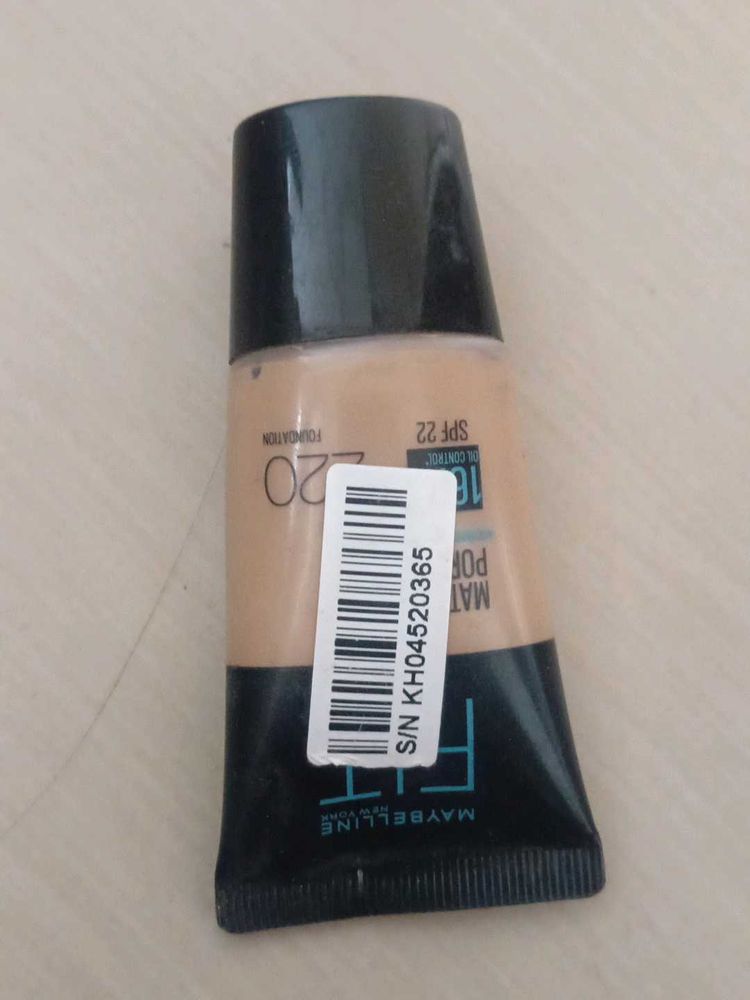 MAYBELLINE
NEW YORK
FIT
MAT
POR
16
OIL CONTROL*
SPF 22
220
FOUNDATION
S/N KH04520365